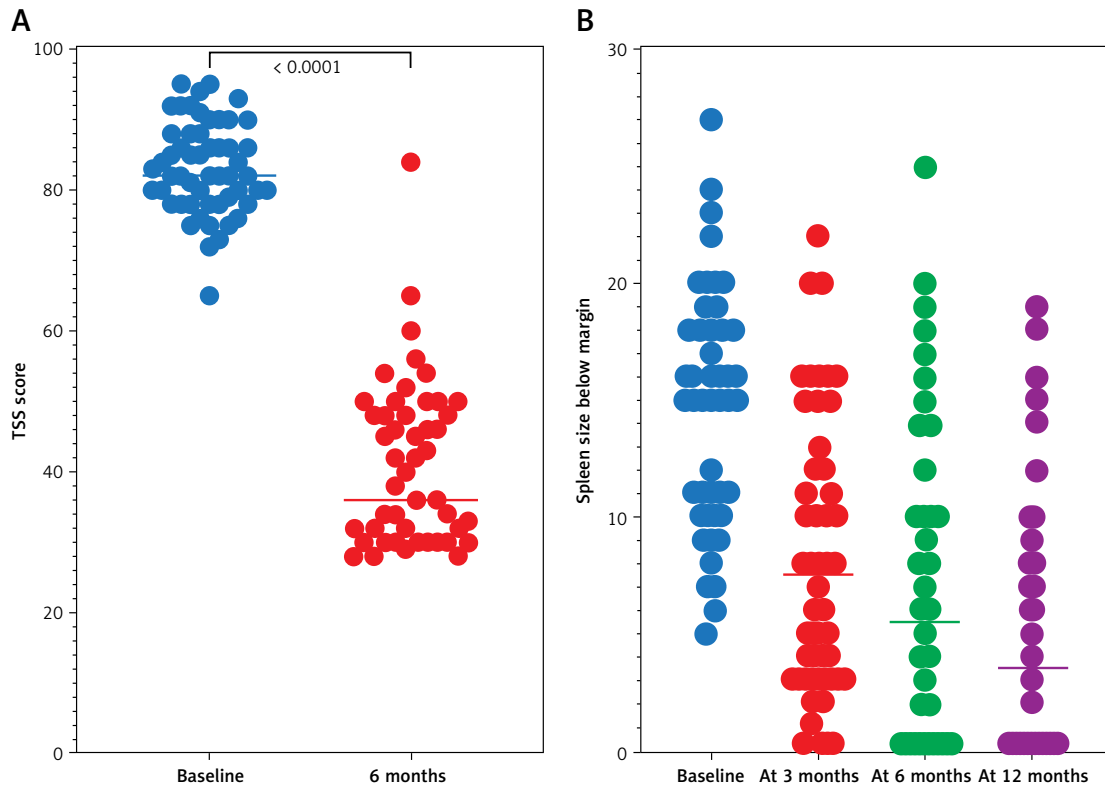 A
TSS score
100
80
60
40
20
0
< 0.0001
Baseline
6 months
B
Spleen size below margin
30
20
10
0
Baseline
At 3 months
At 6 months
At 12 months